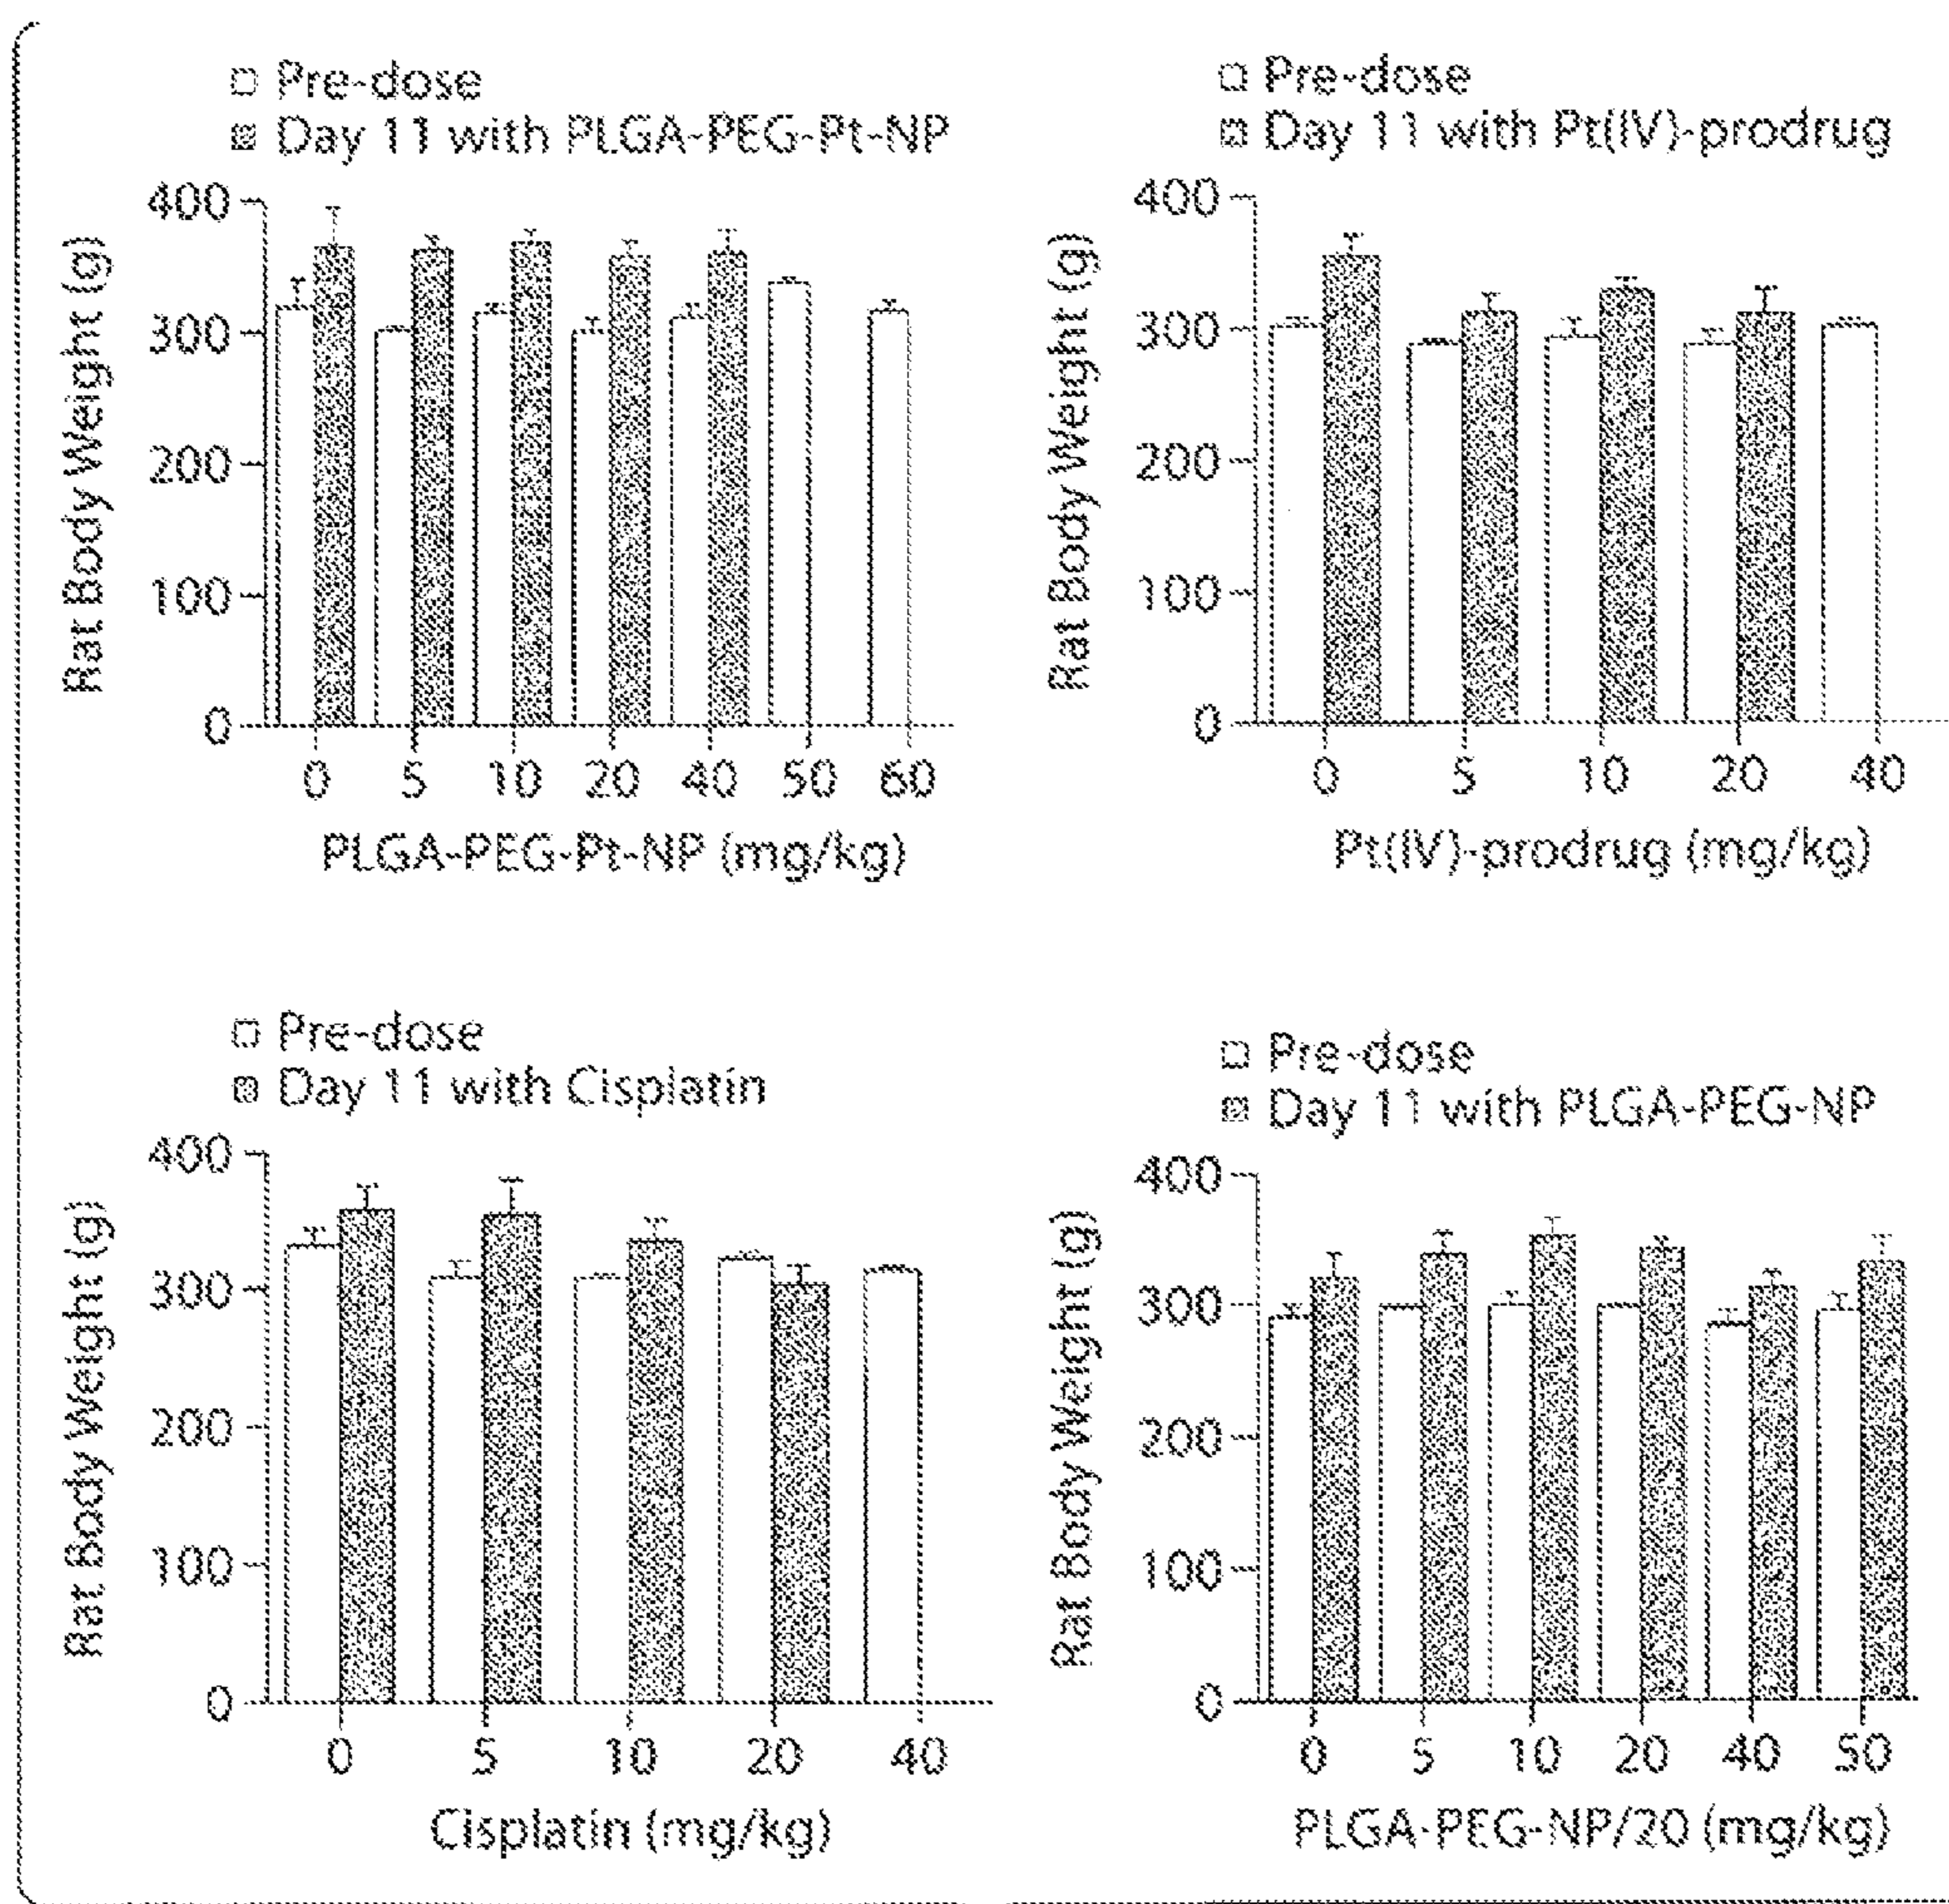 Pre-dose
Day 11 with PLGA-PEG-Pt-NP
400
300
200
100
0
Rat Body Weight (g)
0 5 10 20 40 50 60
PLGA-PEG-Pt-NP (mg/kg)
Pre-dose
Day 11 with Pt(IV)-prodrug
400
300
200
100
0
Rat Body Weight (g)
0 5 10 20 40
Pt(IV)-prodrug (mg/kg)
Pre-dose
Day 11 with Cisplatin
400
300
200
100
0
Rat Body Weight (g)
0 5 10 20 40
Cisplatin (mg/kg)
Pre-dose
Day 11 with PLGA-PEG-NP
400
300
200
100
0
Rat Body Weight (g)
0 5 10 20 40 50
PLGA-PEG-NP/20 (mg/kg)